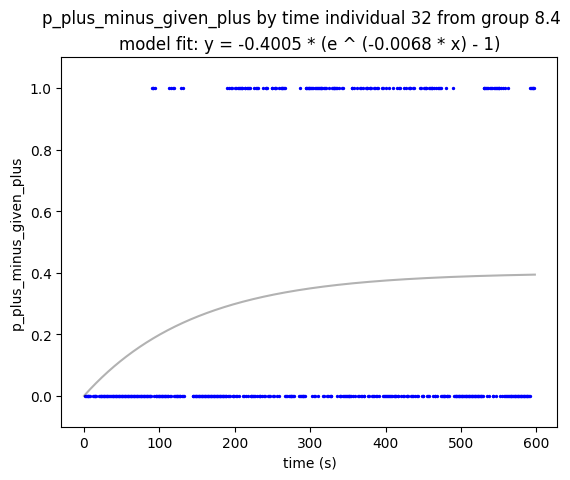 p_plus_minus_given_plus by time individual 32 from group 8.4
model fit: y = -0.4005 * (e ^ (-0.0068 * x) - 1)
1.0
0.8
0.6
0.4
0.2
0.0
p_plus_minus_given_plus
0 100 200 300 400 500 600
time (s)